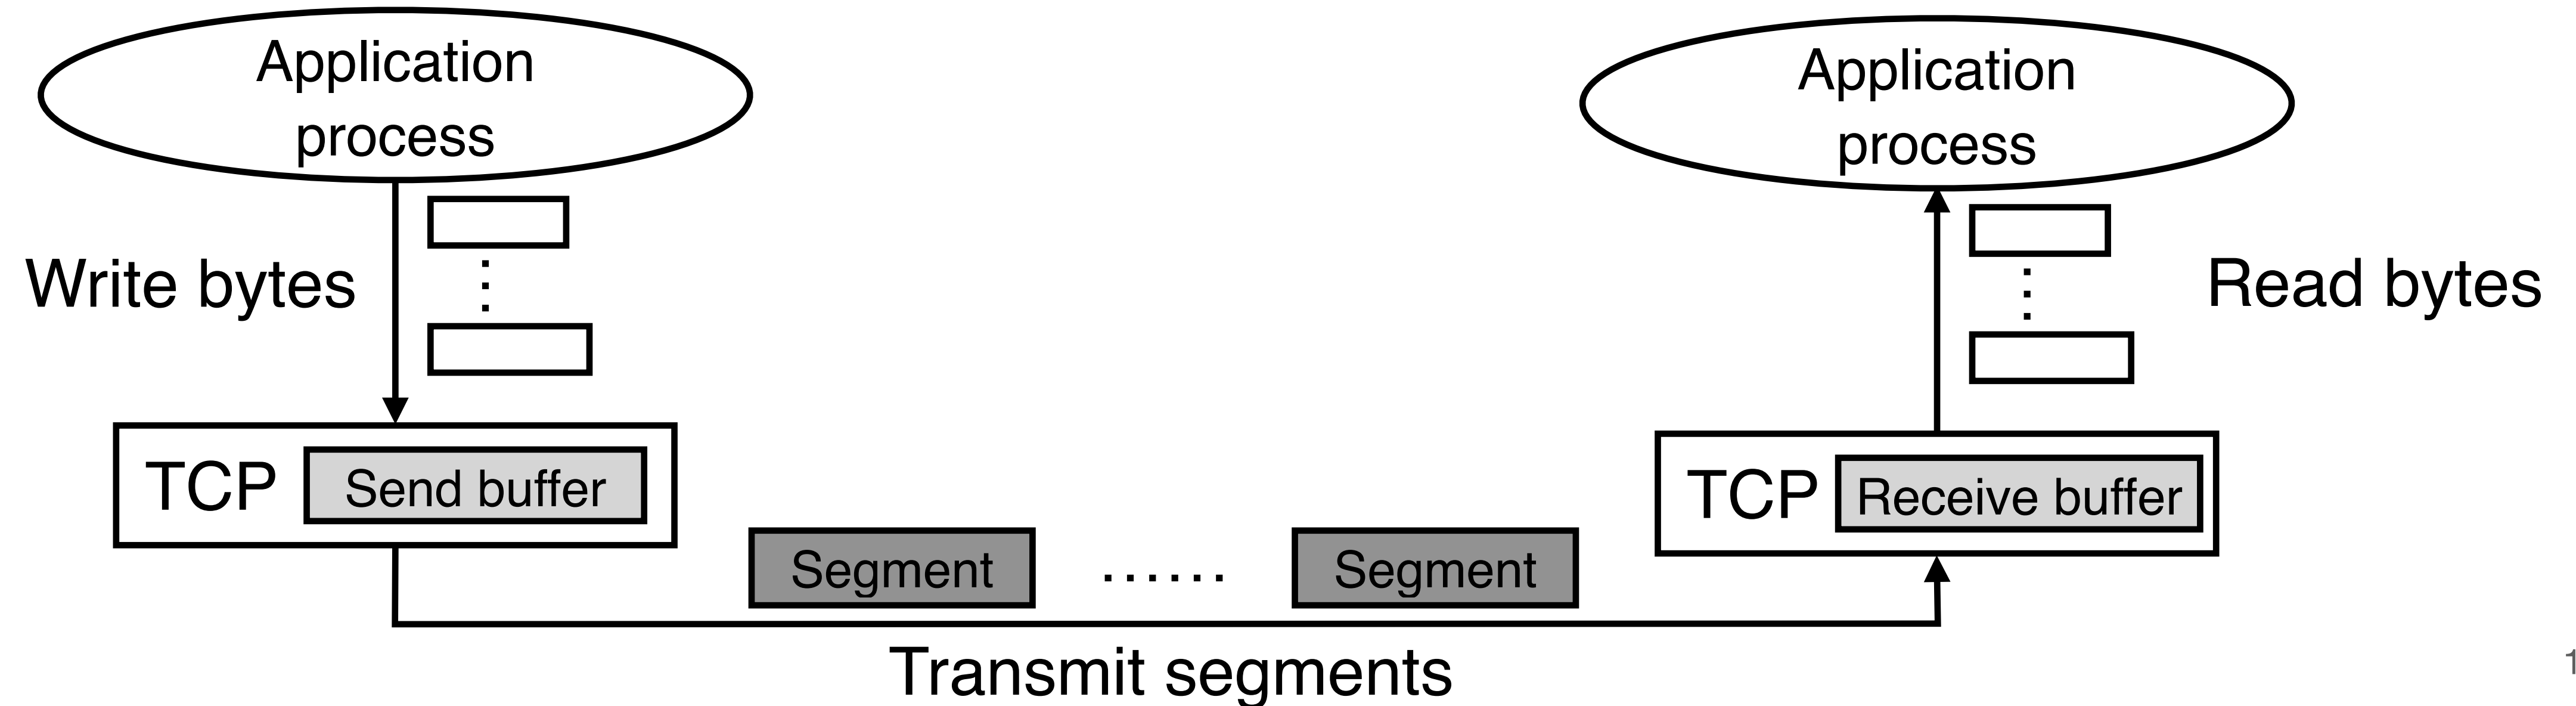 Application
process
Application
process
Write bytes
Read bytes
TCP
Send buffer
TCP
Receive buffer
Segment
......
Segment
Transmit segments